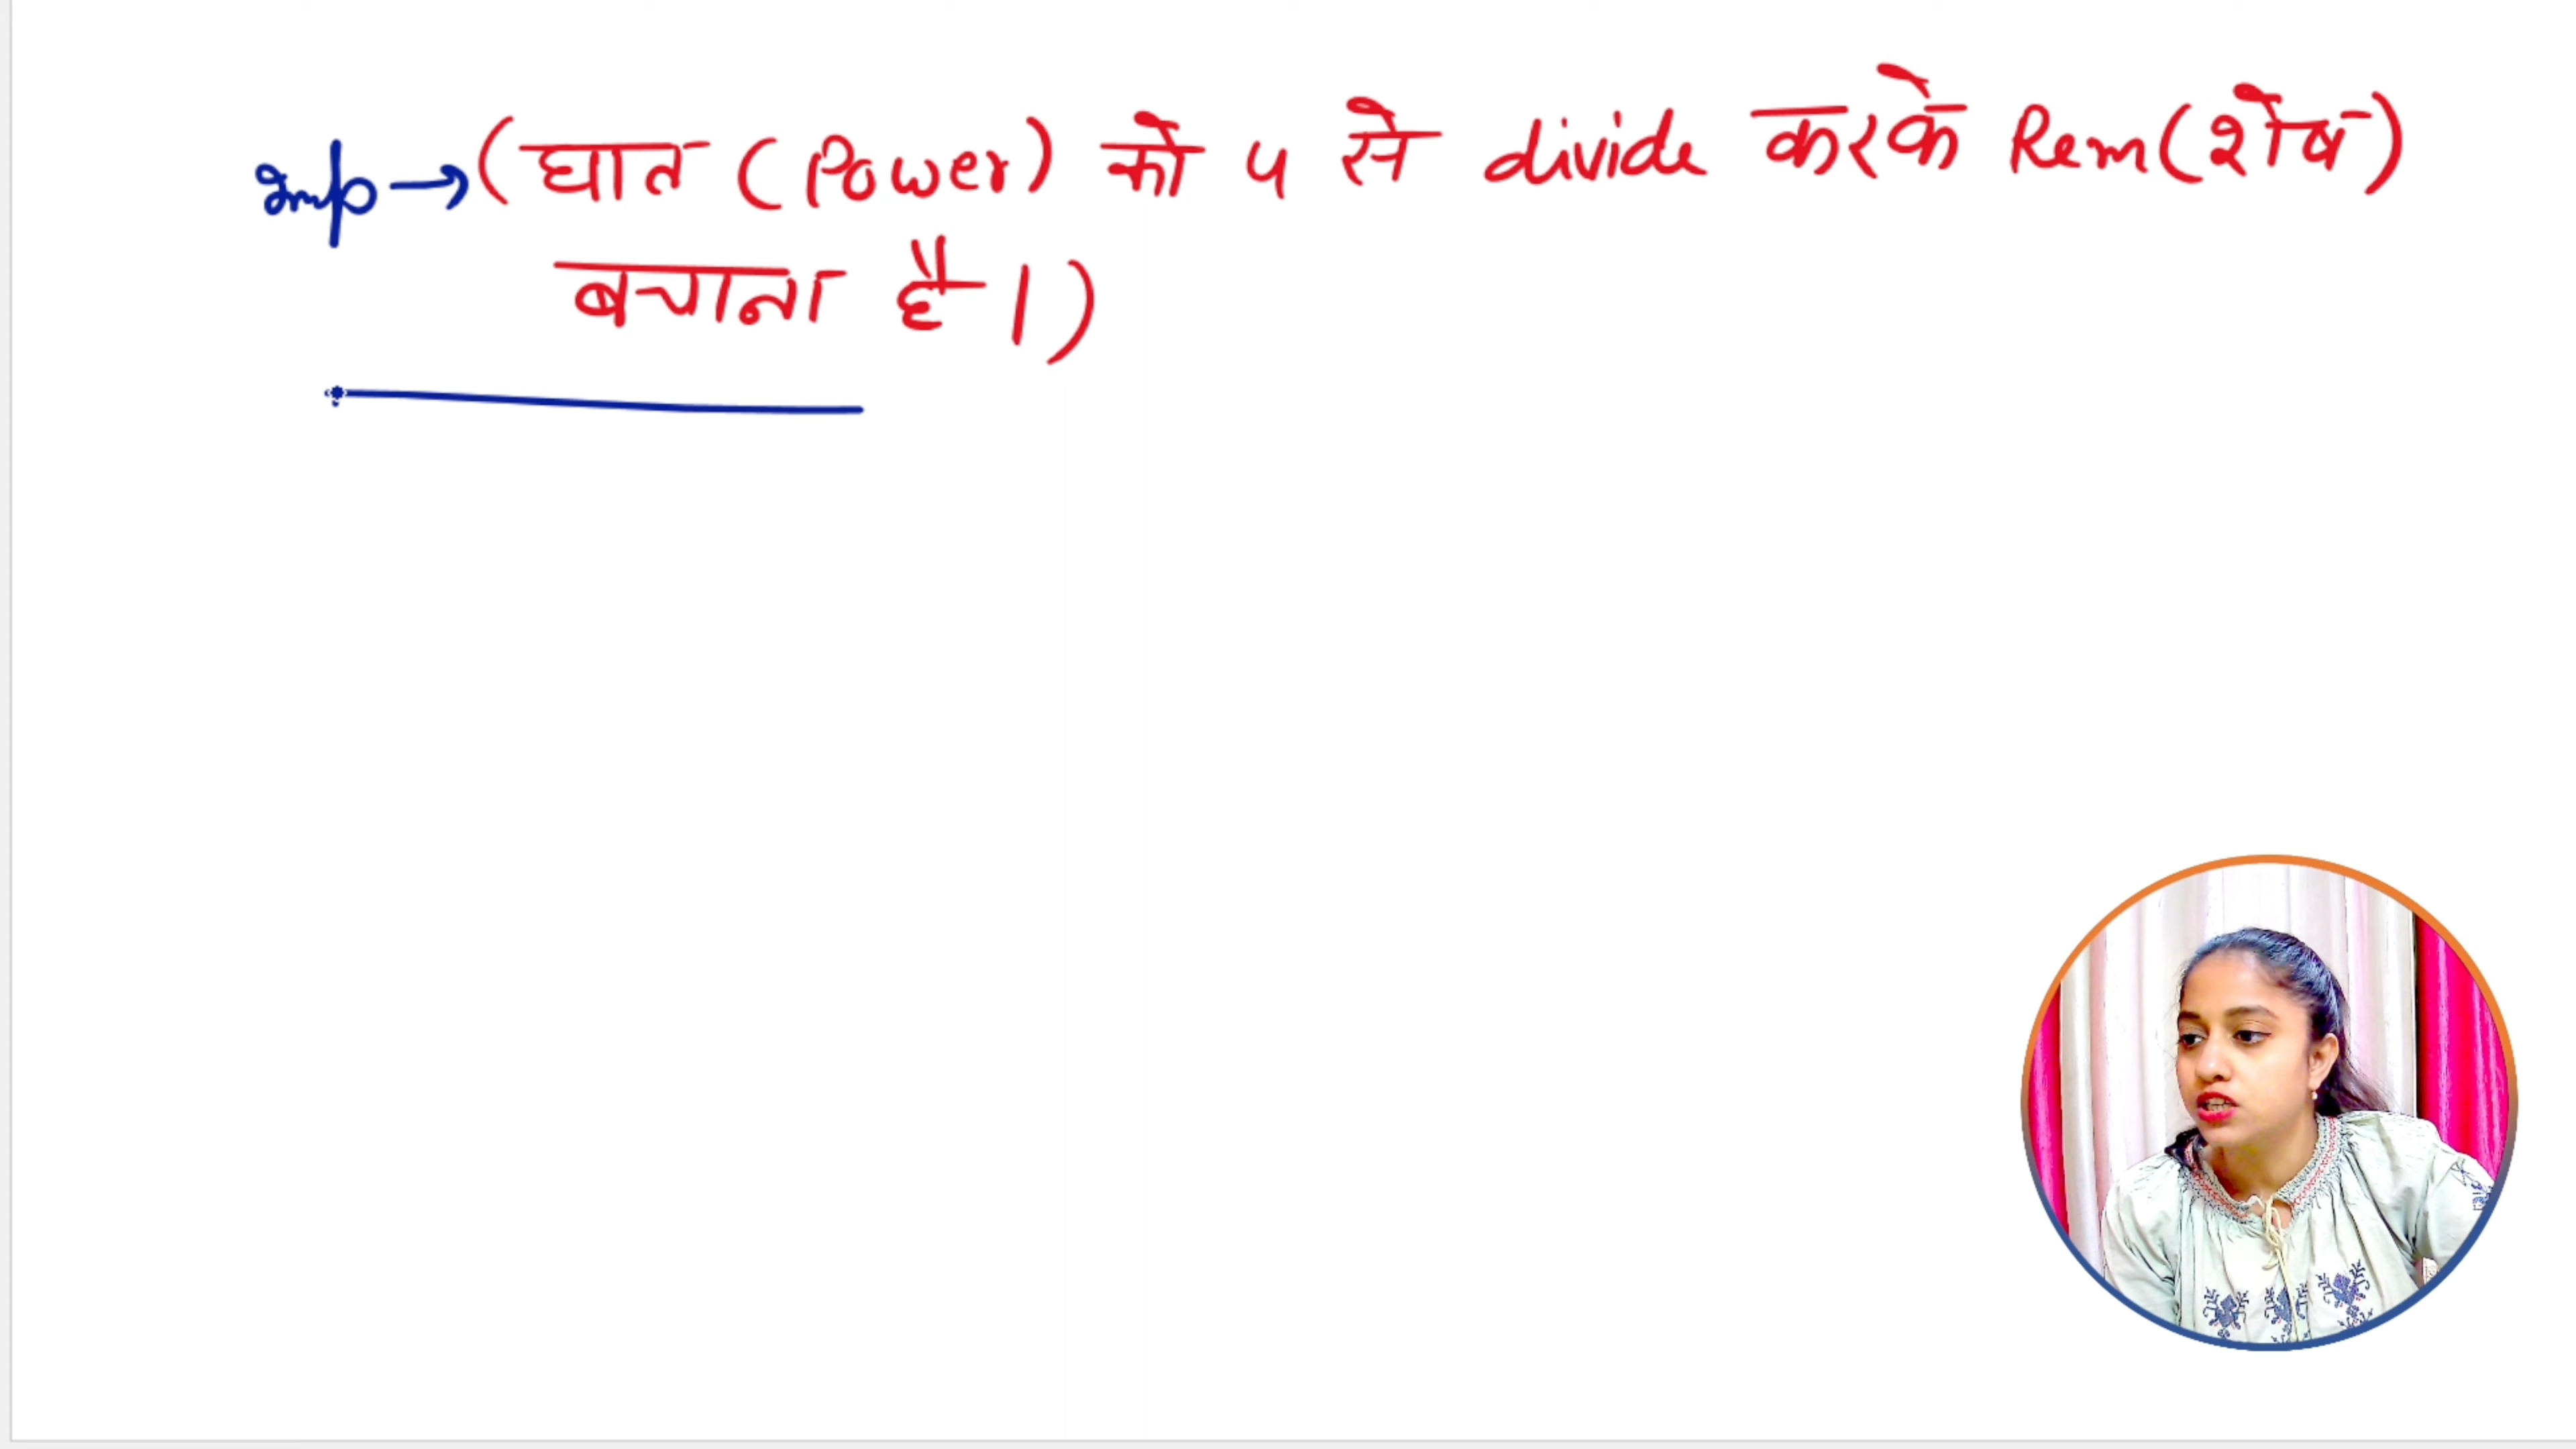 Imp → (घात (Power) को 4 से divide करके Rem (शेष)
बचाना है।)